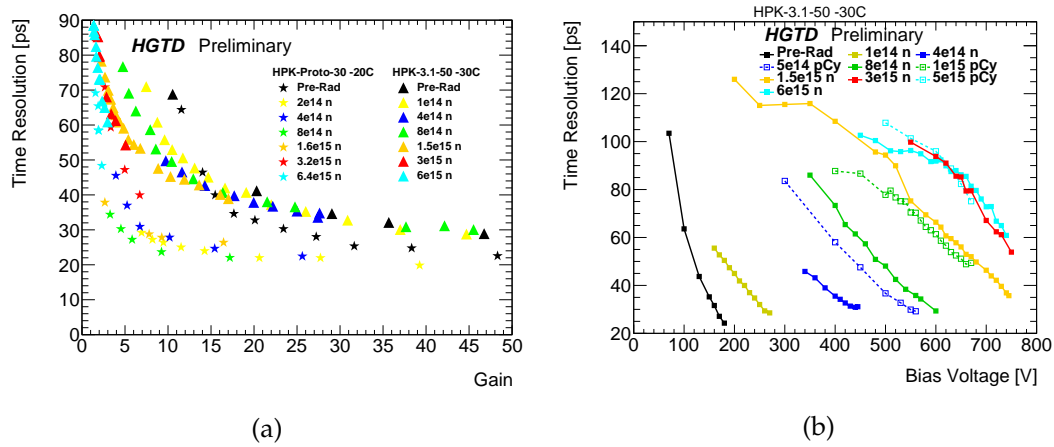 HGTD Preliminary
HPK-Proto-30 -20C
Pre-Rad
2e14 n
4e14 n
8e14 n
1.6e15 n
3.2e15 n
6.4e15 n
HPK-3.1-50 -30C
Pre-Rad
1e14 n
4e14 n
8e14 n
1.5e15 n
3e15 n
6e15 n
Time Resolution [ps]
90
80
70
60
50
40
30
20
10
0
0 5 10 15 20 25 30 35 40 45 50
Gain
(a)
HPK-3.1-50 -30C
HGTD Preliminary
Pre-Rad 1e14 n 4e14 n
5e14 pCy 8e14 n 1e15 pCy
1.5e15 n 3e15 n 5e15 pCy
6e15 n
Time Resolution [ps]
140
120
100
80
60
40
20
0 100 200 300 400 500 600 700 800
Bias Voltage [V]
(b)